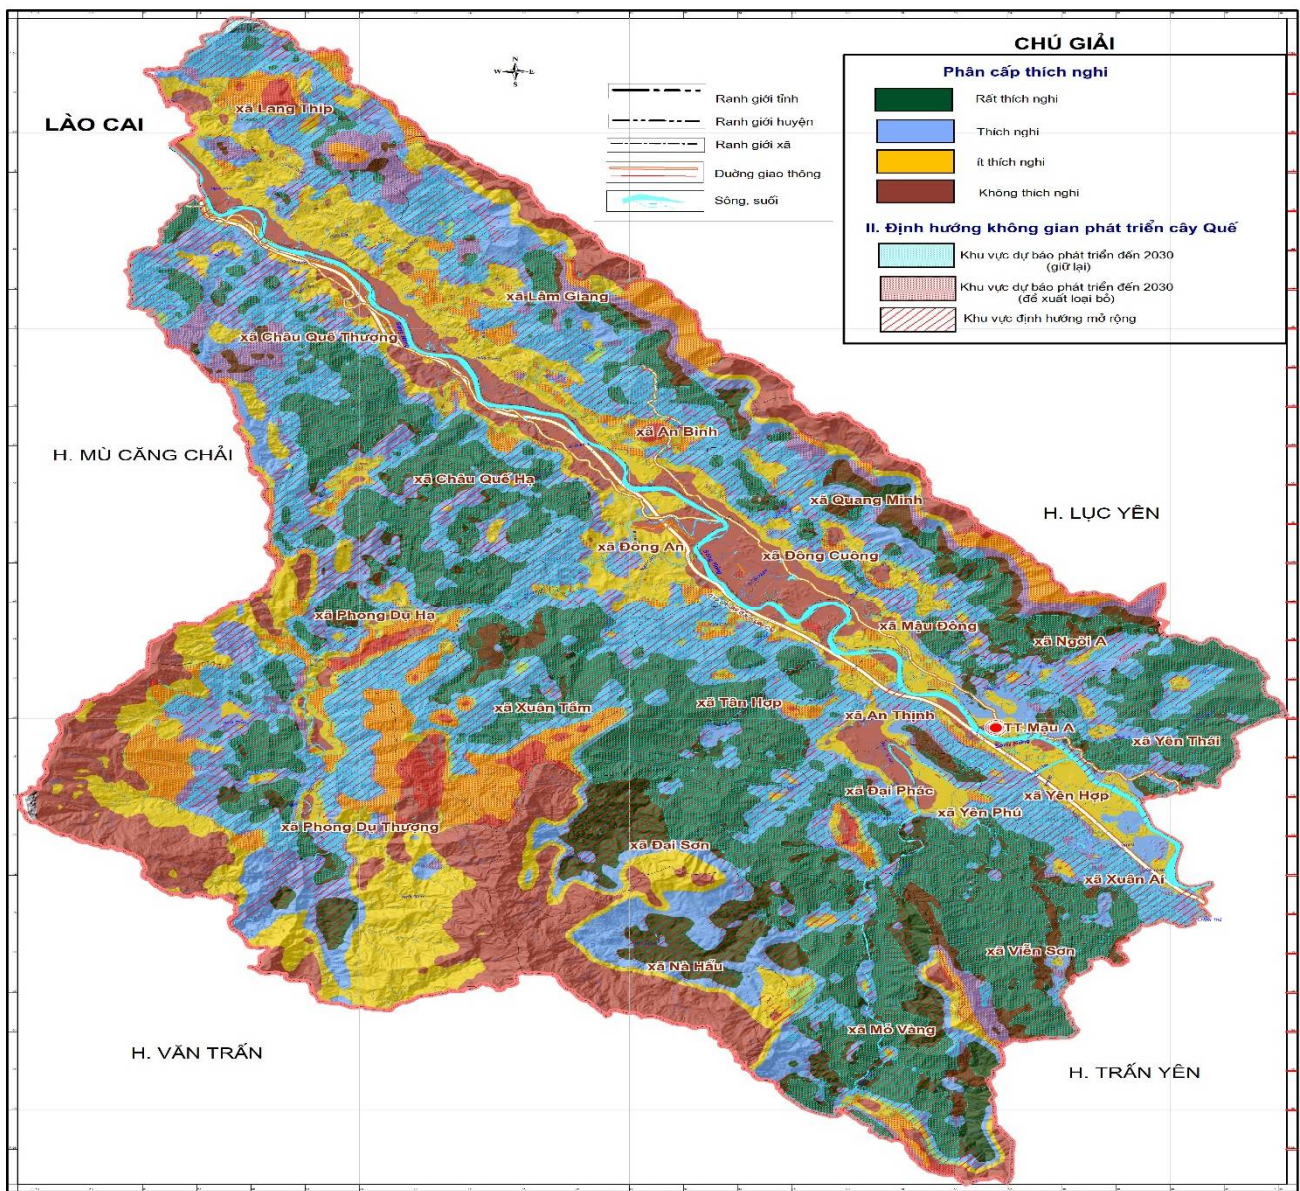 CHÚ GIẢI
Phân cấp thích nghi
Rất thích nghi
Thích nghi
ít thích nghi
Không thích nghi
II. Định hướng không gian phát triển cây Quế
Khu vực dự báo phát triển đến 2030
(giữ lại)
Khu vực dự báo phát triển đến 2030
(đề xuất loại bỏ)
Khu vực định hướng mở rộng
N
W E
S
Ranh giới tỉnh
Ranh giới huyện
Ranh giới xã
Đường giao thông
Sông, suối
LÀO CAI
xã Lang Thíp
xã Lâm Giang
xã Châu Quế Thượng
xã An Bình
H. MÙ CĂNG CHẢI
xã Châu Quế Hạ
xã Quang Minh
H. LỤC YÊN
xã Đông An
xã Đông Cuông
xã Phong Dụ Hạ
xã Mậu Đông
xã Ngòi A
xã Xuân Tầm
xã Tân Hợp
xã An Thịnh
TT Mậu A
xã Yên Thái
xã Đại Phác
xã Yên Hợp
xã Yên Phú
xã Phong Dụ Thượng
xã Đại Sơn
xã Xuân Ái
xã Viễn Sơn
xã Nà Hẩu
xã Mỏ Vàng
H. VĂN TRẤN
H. TRẤN YÊN